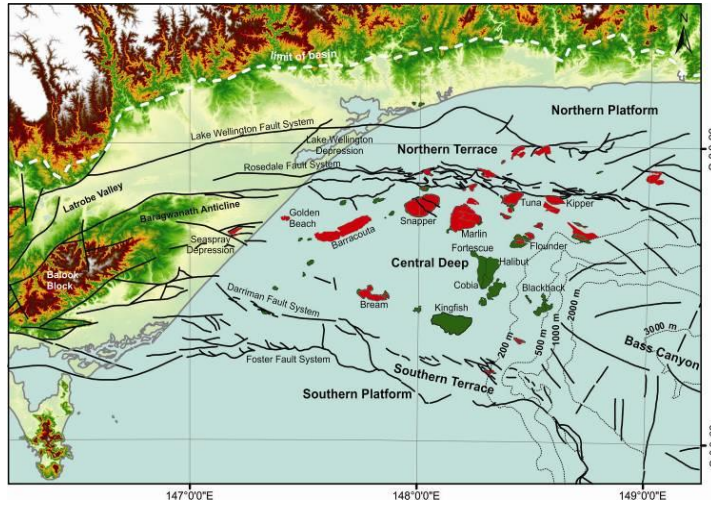 N
limit of basin
Northern Platform
Lake Wellington Fault System
Lake Wellington
Depression
Northern Terrace
Rosedale Fault System
Latrobe Valley
Baragwanath Anticline
Golden
Beach
Snapper
Tuna
Kipper
Seaspray
Depression
Barracouta
Marlin
Fortescue
Flounder
Balook
Block
Central Deep
Halibut
Cobia
Blackback
Bream
Darriman Fault System
Kingfish
200 m
500 m
1000 m
2000 m
3000 m
Bass Canyon
Foster Fault System
Southern Terrace
Southern Platform
147°0'0"E
148°0'0"E
149°0'0"E